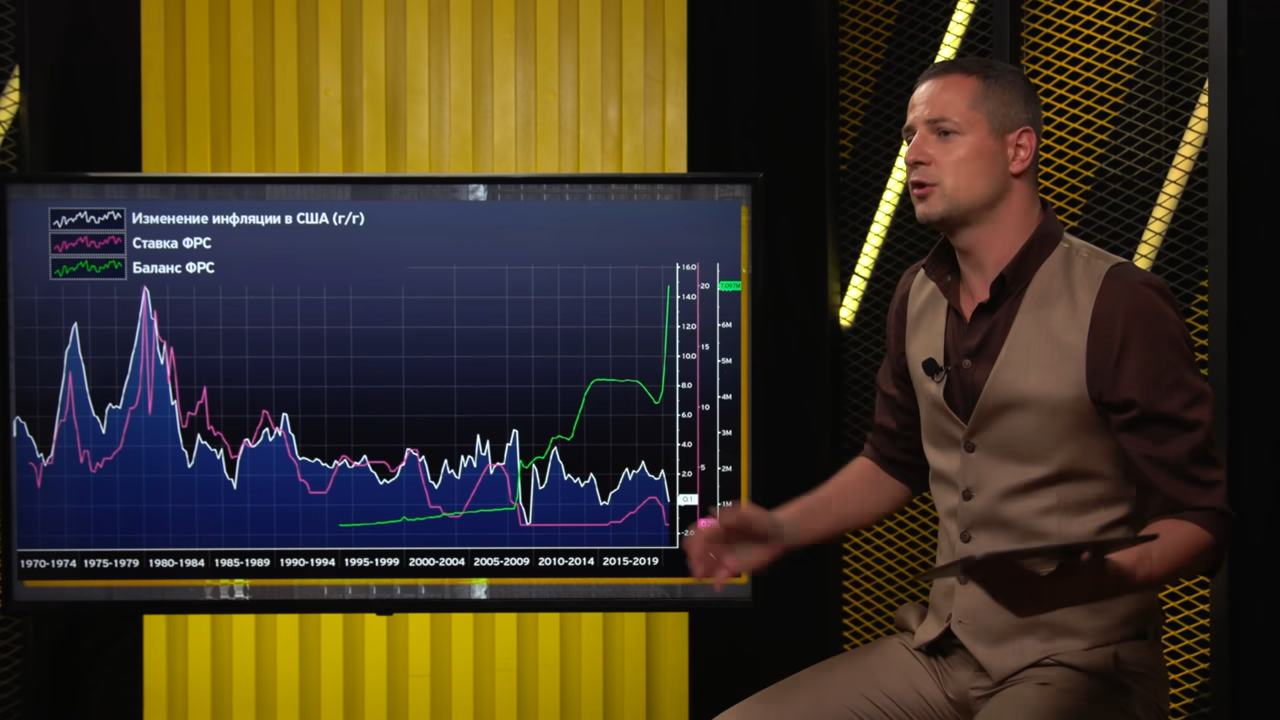 Изменение инфляции в США (г/г)
Ставка ФРС
Баланс ФРС
16.0
20
14.0
12.0
6M
15
10.0
5M
8.0
4M
10
6.0
3M
4.0
5
2M
2.0
0.1
1M
-2.0
1970-1974 1975-1979 1980-1984 1985-1989 1990-1994 1995-1999 2000-2004 2005-2009 2010-2014 2015-2019